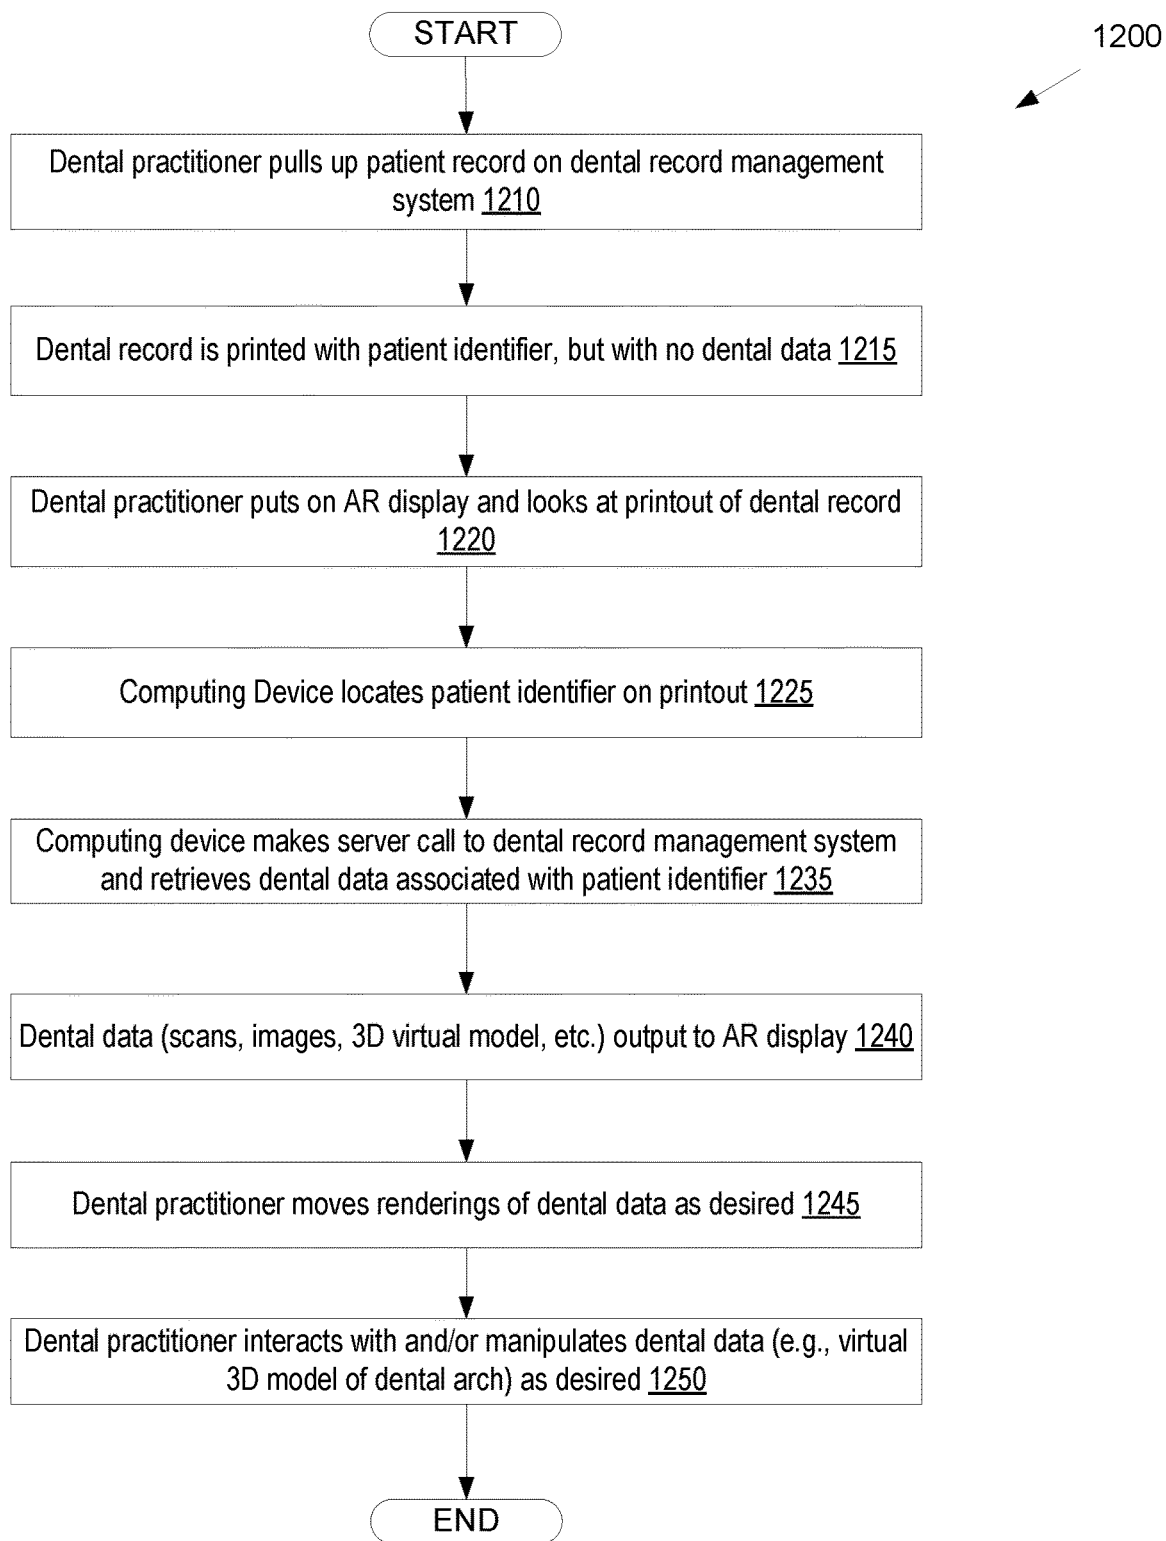 START
1200
Dental practitioner pulls up patient record on dental record management
system 1210
Dental record is printed with patient identifier, but with no dental data 1215
Dental practitioner puts on AR display and looks at printout of dental record
1220
Computing Device locates patient identifier on printout 1225
Computing device makes server call to dental record management system
and retrieves dental data associated with patient identifier 1235
Dental data (scans, images, 3D virtual model, etc.) output to AR display 1240
Dental practitioner moves renderings of dental data as desired 1245
Dental practitioner interacts with and/or manipulates dental data (e.g., virtual
3D model of dental arch) as desired 1250
END